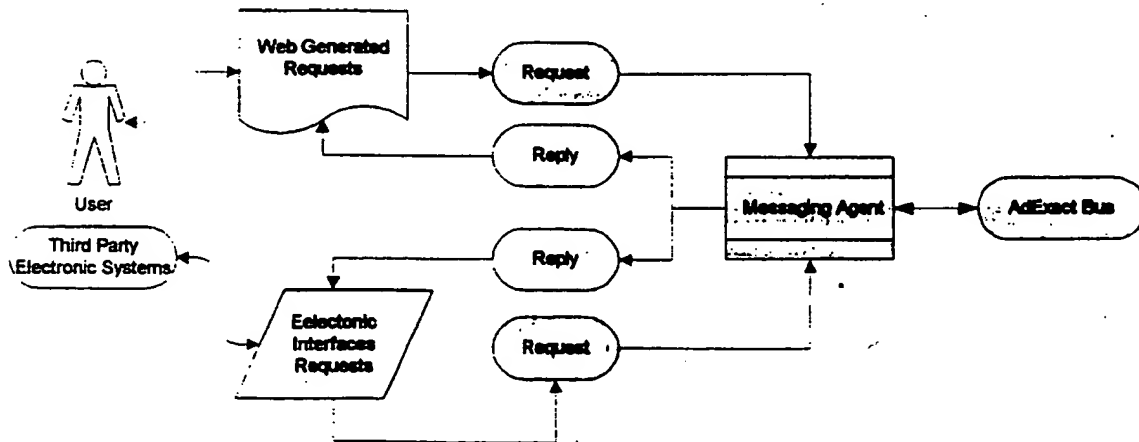 Web Generated
Requests
Request
Reply
User
Messaging Agent
AdExact Bus
Third Party
Electronic Systems
Reply
Eelectonic
Interfaces
Requests
Request